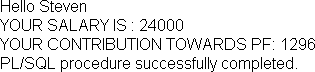 Hello Steven
YOUR SALARY IS : 24000
YOUR CONTRIBUTION TOWARDS PF: 1296
PL/SQL procedure successfully completed.